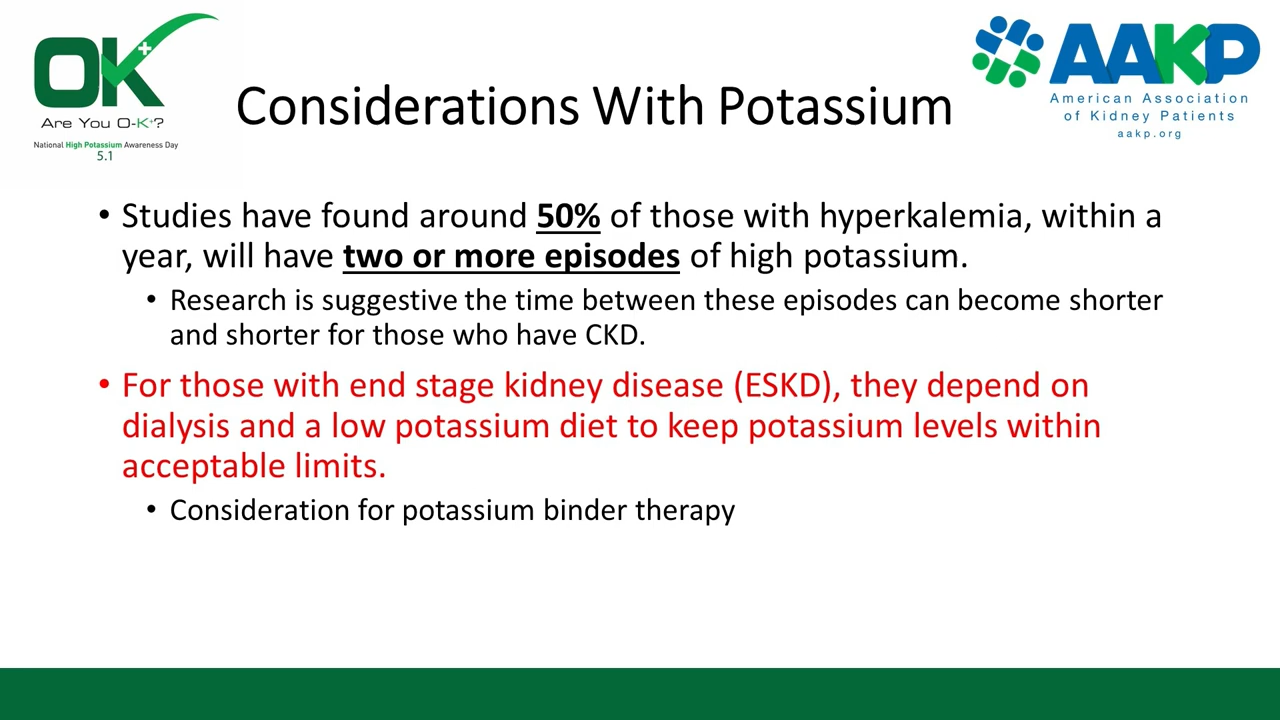 OK+
Are You O-K+?
National High Potassium Awareness Day
5.1
Considerations With Potassium
AAKP
American Association
of Kidney Patients
aakp.org
• Studies have found around 50% of those with hyperkalemia, within a
year, will have two or more episodes of high potassium.
• Research is suggestive the time between these episodes can become shorter
and shorter for those who have CKD.
• For those with end stage kidney disease (ESKD), they depend on
dialysis and a low potassium diet to keep potassium levels within
acceptable limits.
• Consideration for potassium binder therapy